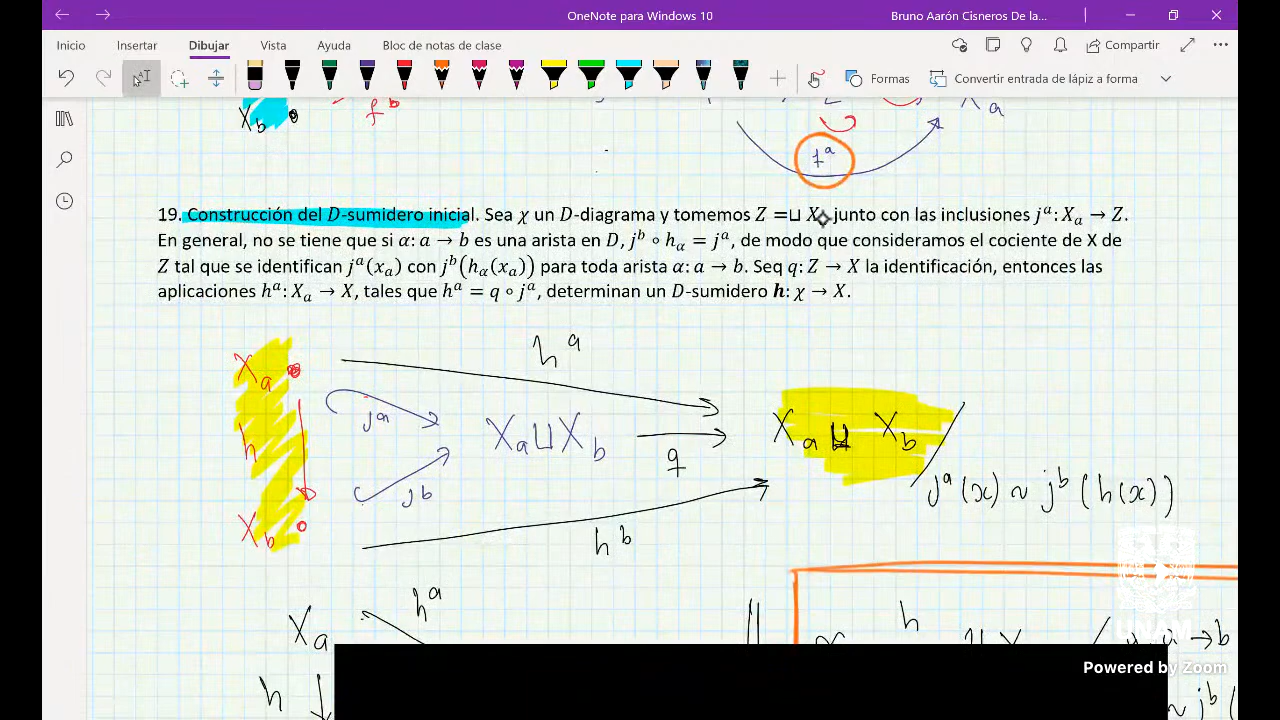 OneNote para Windows 10
Bruno Aarón Cisneros De la...
Inicio Insertar Dibujar Vista Ayuda Bloc de notas de clase
Compartir
Formas
Convertir entrada de lápiz a forma
X_b
f^b
X_a
f^a
19. Construcción del D-sumidero inicial. Sea χ un D-diagrama y tomemos Z =⊔ X junto con las inclusiones j^a: X_a → Z.
En general, no se tiene que si α: a → b es una arista en D, j^b ∘ h_α = j^a, de modo que consideramos el cociente de X de
Z tal que se identifican j^a(x_a) con j^b(h_α(x_a)) para toda arista α: a → b. Seq q: Z → X la identificación, entonces las
aplicaciones h^a: X_a → X, tales que h^a = q ∘ j^a, determinan un D-sumidero h: χ → X.
h^a
X_a
j^a
h
X_a ⊔ X_b
q
X_a ⊔ X_b /
j^a(x) ~ j^b(h(x))
j^b
X_b
h^b
h^a
X_a
h
a → b
UNAM
Powered by Zoom
h
~ j^b(